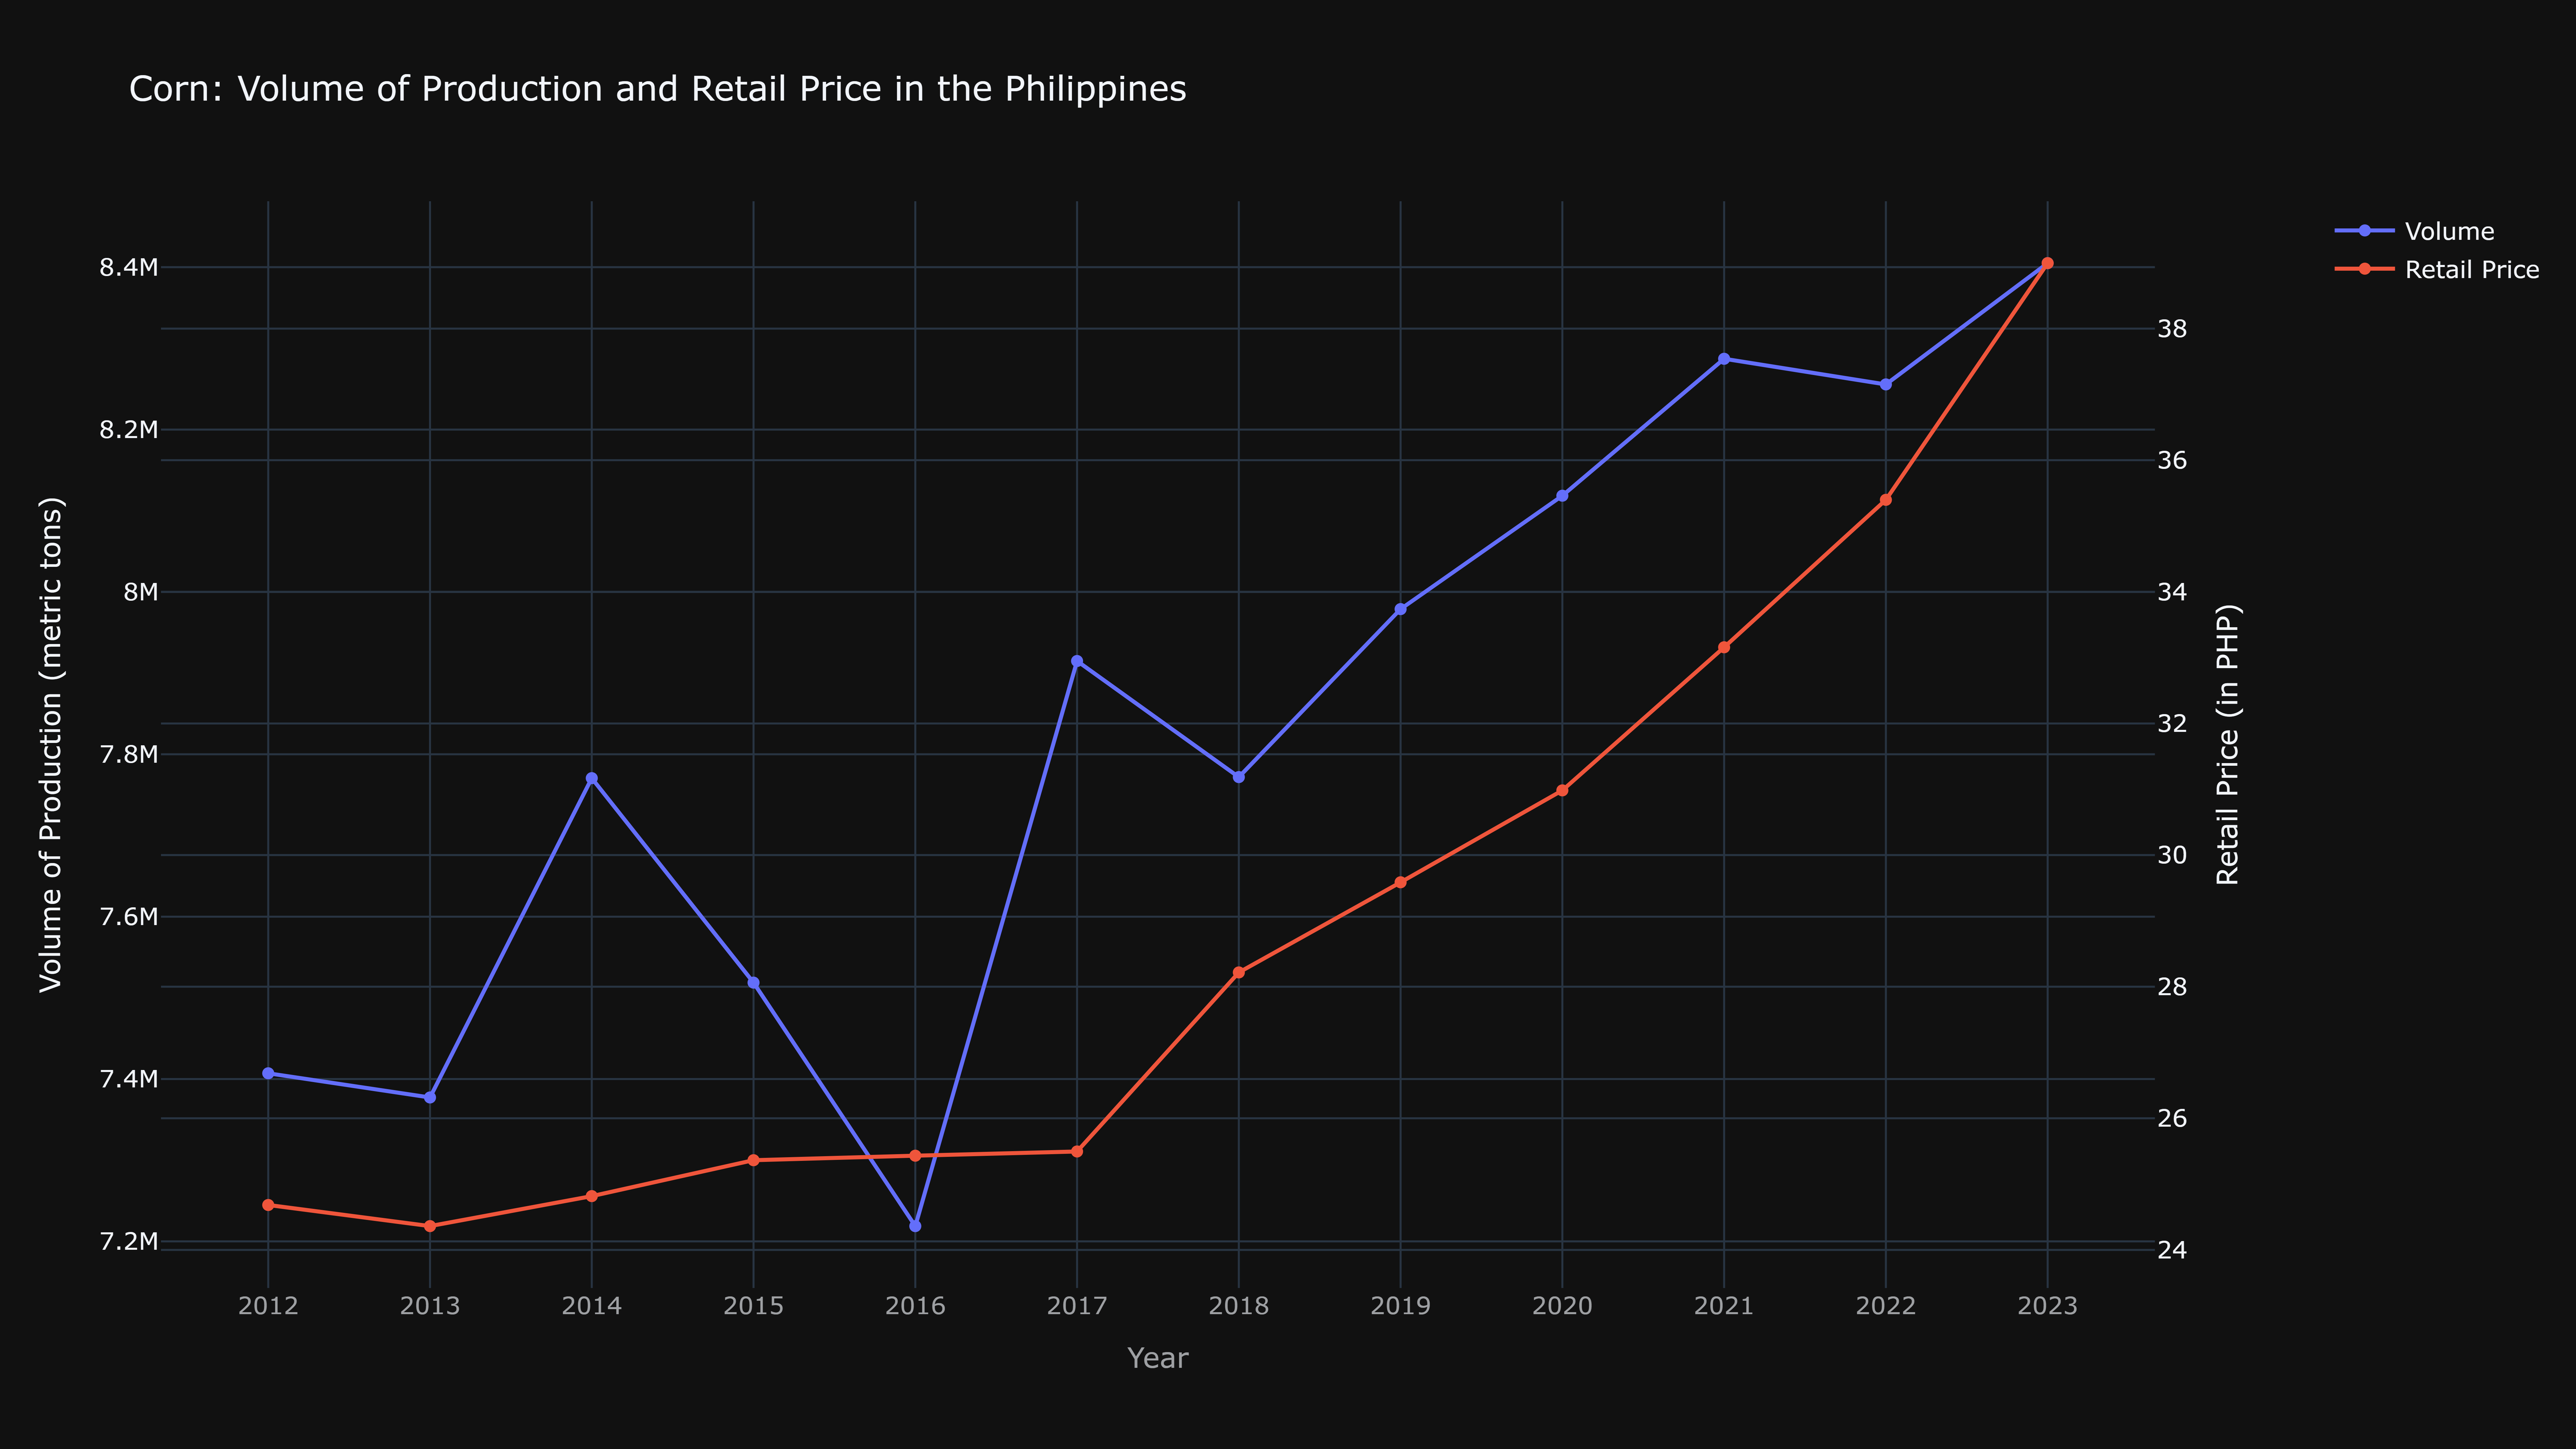 Corn: Volume of Production and Retail Price in the Philippines
Volume
Retail Price
Volume of Production (metric tons)
8.4M
8.2M
8M
7.8M
7.6M
7.4M
7.2M
38
36
34
32
30
28
26
24
Retail Price (in PHP)
2012 2013 2014 2015 2016 2017 2018 2019 2020 2021 2022 2023
Year